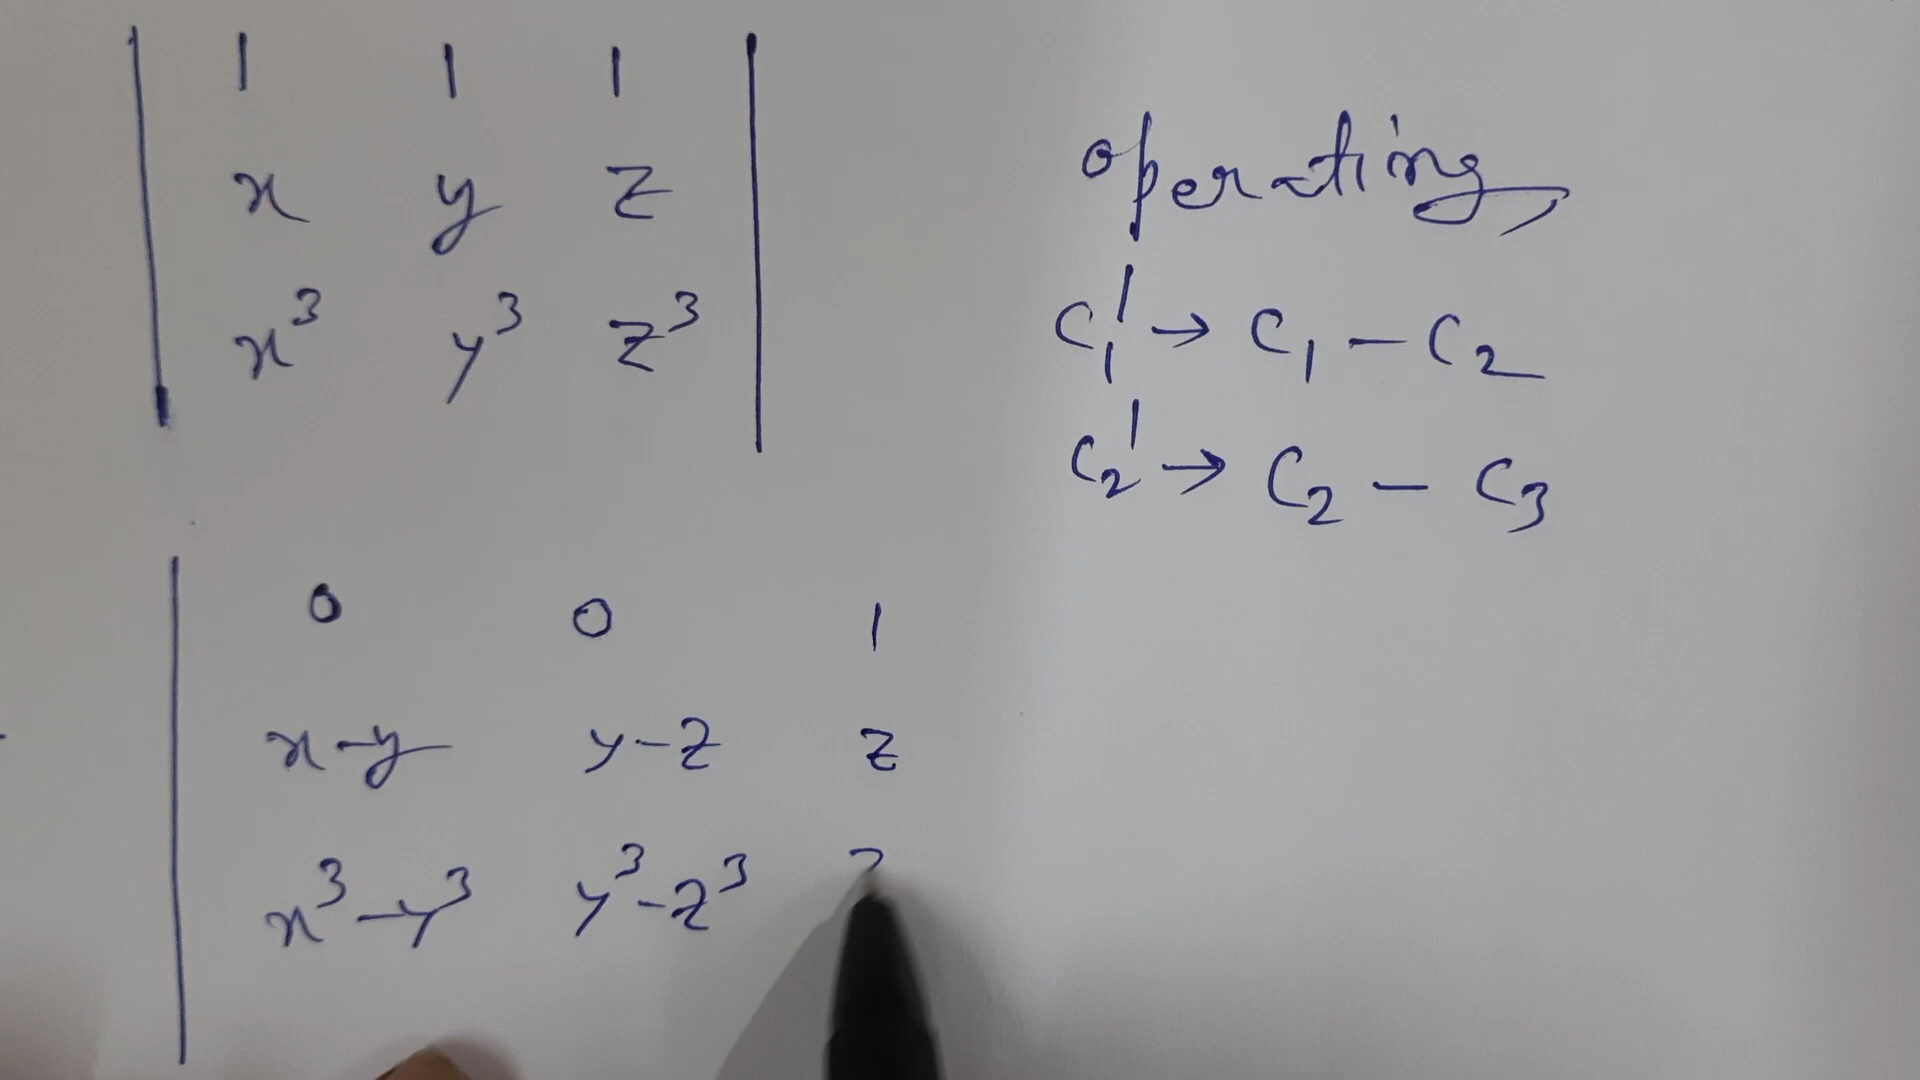 1 1 1
x y z
x³ y³ z³
operating
C₁' → C₁ - C₂
C₂' → C₂ - C₃
0 0 1
x-y y-z z
x³-y³ y³-z³